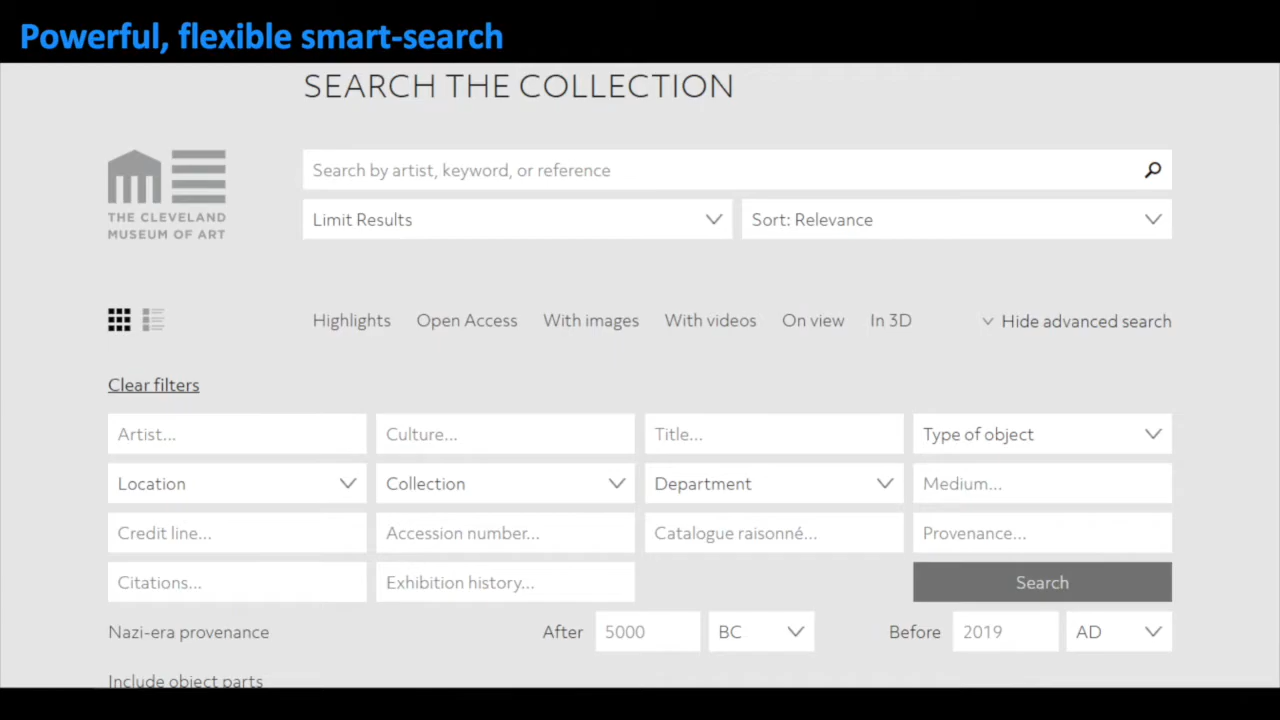 Powerful, flexible smart-search
SEARCH THE COLLECTION
THE CLEVELAND
MUSEUM OF ART
Search by artist, keyword, or reference
Limit Results
Sort: Relevance
Highlights Open Access With images With videos On view In 3D Hide advanced search
Clear filters
Artist... Culture... Title... Type of object
Location Collection Department Medium...
Credit line... Accession number... Catalogue raisonné... Provenance...
Citations... Exhibition history... Search
Nazi-era provenance After 5000 BC Before 2019 AD
Include object parts